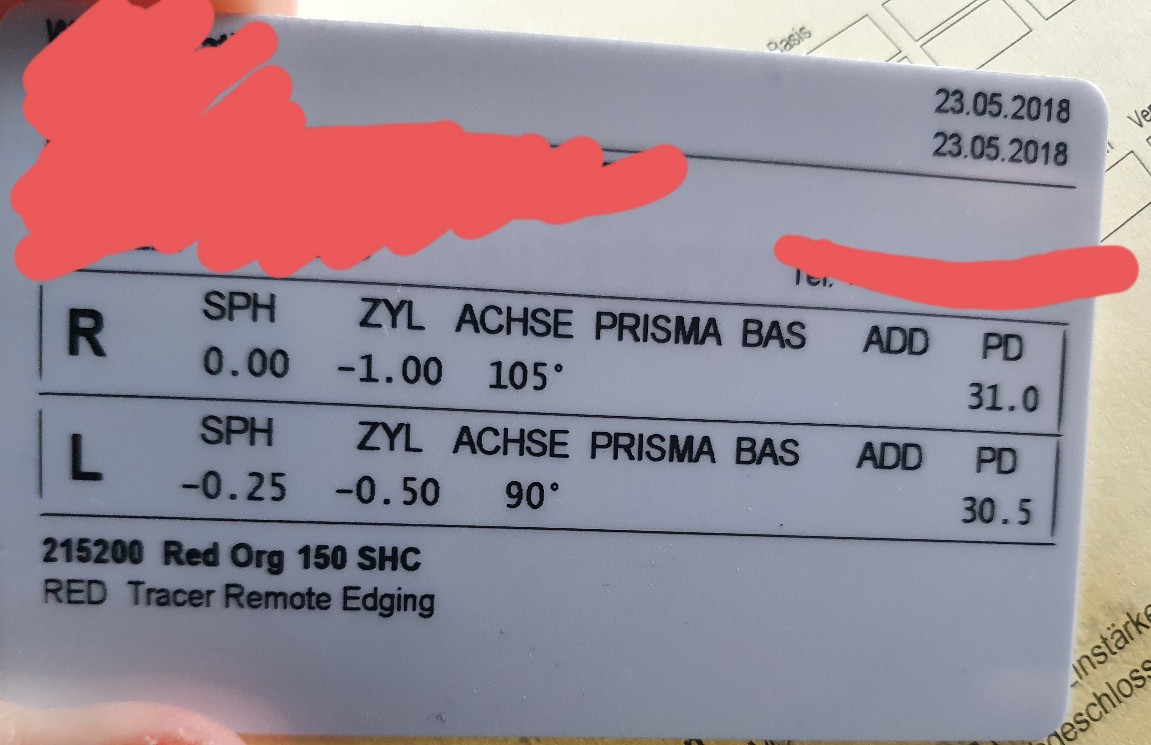 Basis
23.05.2018
23.05.2018
Tel.
R SPH ZYL ACHSE PRISMA BAS ADD PD
0.00 -1.00 105° 31.0
L SPH ZYL ACHSE PRISMA BAS ADD PD
-0.25 -0.50 90° 30.5
215200 Red Org 150 SHC
RED Tracer Remote Edging